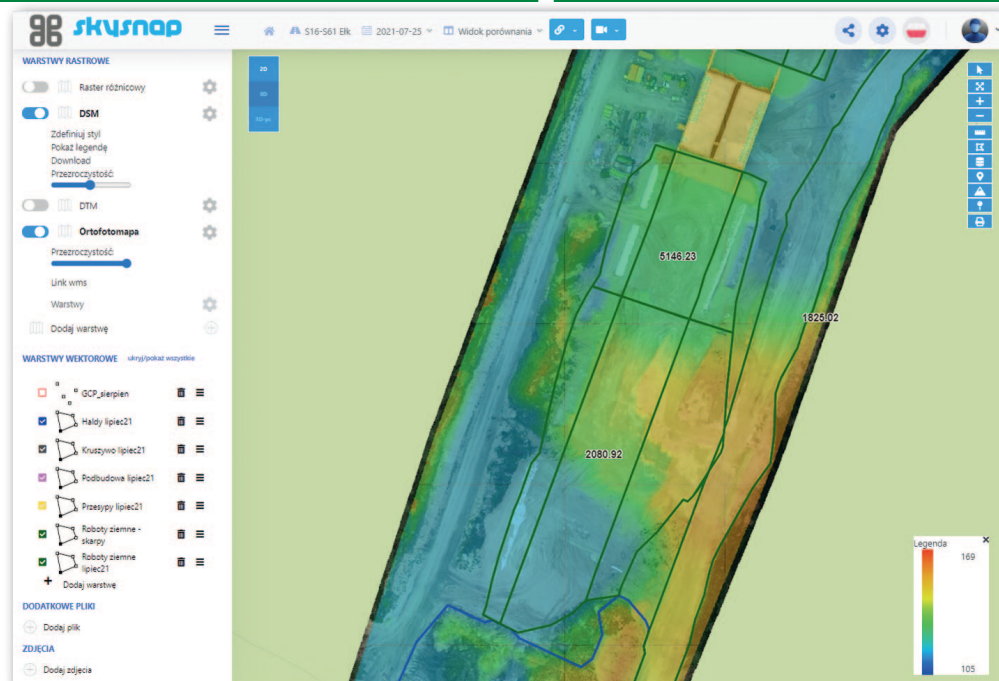 skysnap
S16-S61 Ełk
2021-07-25
Widok porównania
WARSTWY RASTROWE
Raster różnicowy
DSM
Zdefiniuj styl
Pokaż legendę
Download
Przezroczystość:
DTM
Ortofotomapa
Przezroczystość:
Link wms
Warstwy
Dodaj warstwę
WARSTWY WEKTOROWE ukryj/pokaż wszystkie
GCP_sierpien
Hałdy lipiec21
Kruszywo lipiec21
Podbudowa lipiec21
Przesypy lipiec21
Roboty ziemne -
skarpy
Roboty ziemne
lipiec21
Dodaj warstwę
DODATKOWE PLIKI
Dodaj plik
ZDJĘCIA
Dodaj zdjęcia
2D
3D
5146.23
1825.02
2080.92
Legenda
169
105